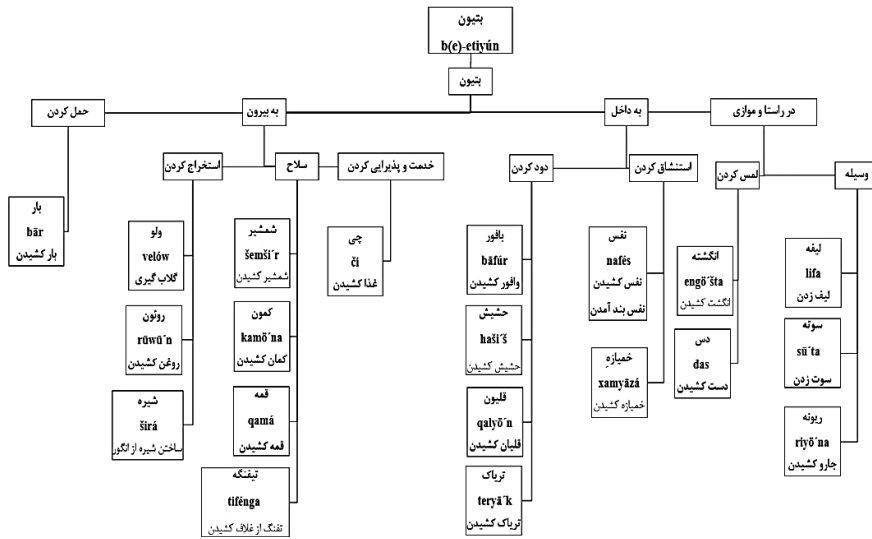 بتیون
b(e)-etiyún
بتیون
در راستا و موازی
به داخل
به بیرون
حمل کردن
وسیله
لمس کردن
استنشاق کردن
دود کردن
خدمت و پذیرایی کردن
سلاح
استخراج کردن
لیفه
lifa
لیف زدن
سوته
sū´ta
سوت زدن
ریونه
riyō´na
جارو کشیدن
انگشته
engö´šta
انگشت کشیدن
دس
das
دست کشیدن
نفس
nafés
نفس کشیدن
نفس بند آمدن
خمیازهِ
xamyāzá
خمیازه کشیدن
بافور
bāfúr
وافور کشیدن
حشیش
haši´š
حشیش کشیدن
قلیون
qalyō´n
قلیان کشیدن
تریاک
teryā´k
تریاک کشیدن
چی
či
غذا کشیدن
شمشیر
šemši´r
شمشیر کشیدن
کمون
kamō´na
کمان کشیدن
قمه
qamá
قمه کشیدن
تیفنگه
tifénga
تفنگ از غلاف کشیدن
ولو
velów
گلاب گیری
روئون
rūwū´n
روغن کشیدن
شیره
širá
ساختن شیره از انگور
بار
bār
بار کشیدن